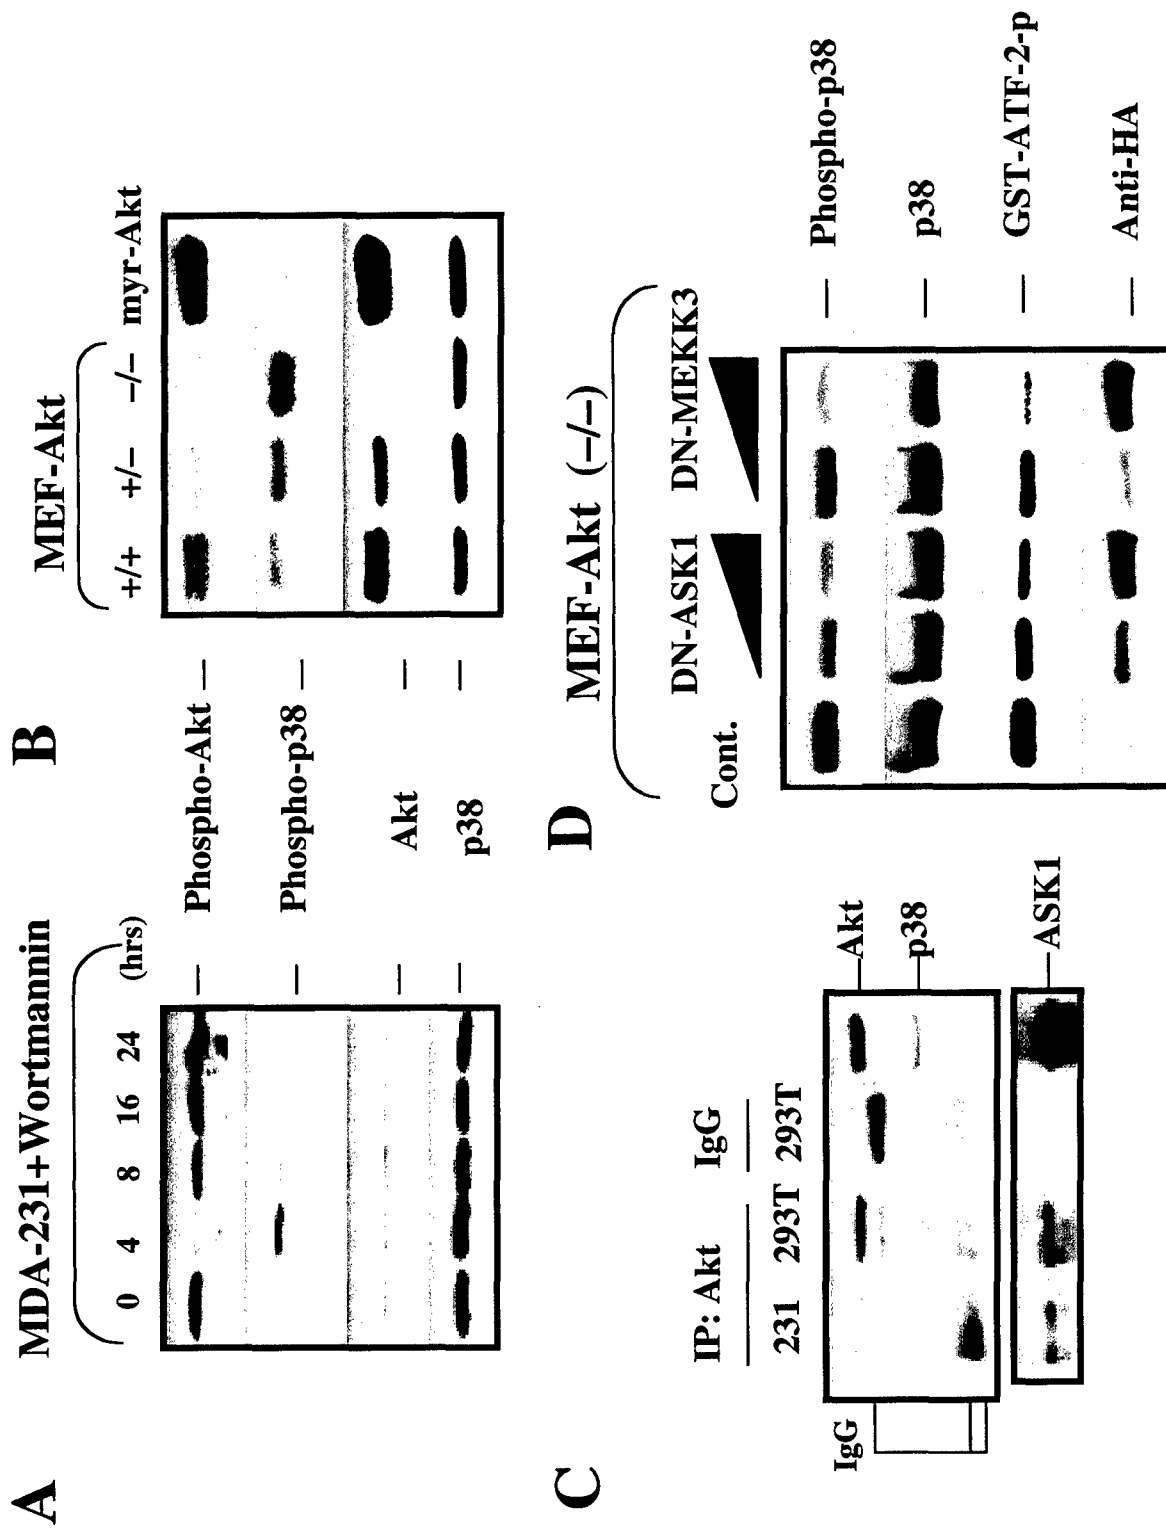 A
MDA-231+Wortmannin
0 4 8 16 24 (hrs)
Phospho-Akt
Phospho-p38
Akt
p38
B
MEF-Akt
+/+ +/− −/− myr-Akt
C
IP: Akt IgG
231 293T 293T
IgG
Akt
p38
ASK1
D
MEF-Akt (−/−)
Cont. DN-ASK1 DN-MEKK3
Phospho-p38
p38
GST-ATF-2-p
Anti-HA